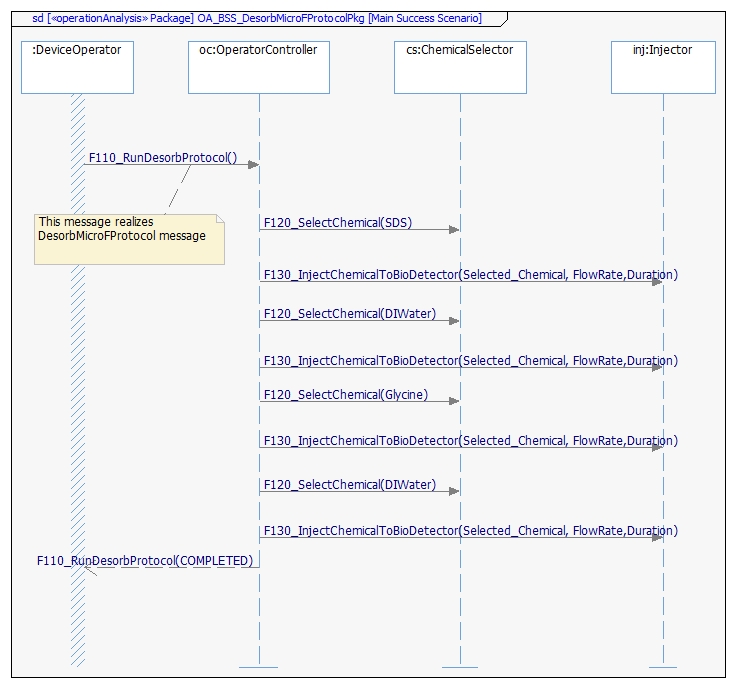 sd [«operationAnalysis» Package] OA_BSS_DesorbMicroFProtocolPkg [Main Success Scenario]
:DeviceOperator
oc:OperatorController
cs:ChemicalSelector
inj:Injector
F110_RunDesorbProtocol()
This message realizes
DesorbMicroFProtocol message
F120_SelectChemical(SDS)
F130_InjectChemicalToBioDetector(Selected_Chemical, FlowRate,Duration)
F120_SelectChemical(DIWater)
F130_InjectChemicalToBioDetector(Selected_Chemical, FlowRate,Duration)
F120_SelectChemical(Glycine)
F130_InjectChemicalToBioDetector(Selected_Chemical, FlowRate,Duration)
F120_SelectChemical(DIWater)
F130_InjectChemicalToBioDetector(Selected_Chemical, FlowRate,Duration)
F110_RunDesorbProtocol(COMPLETED)